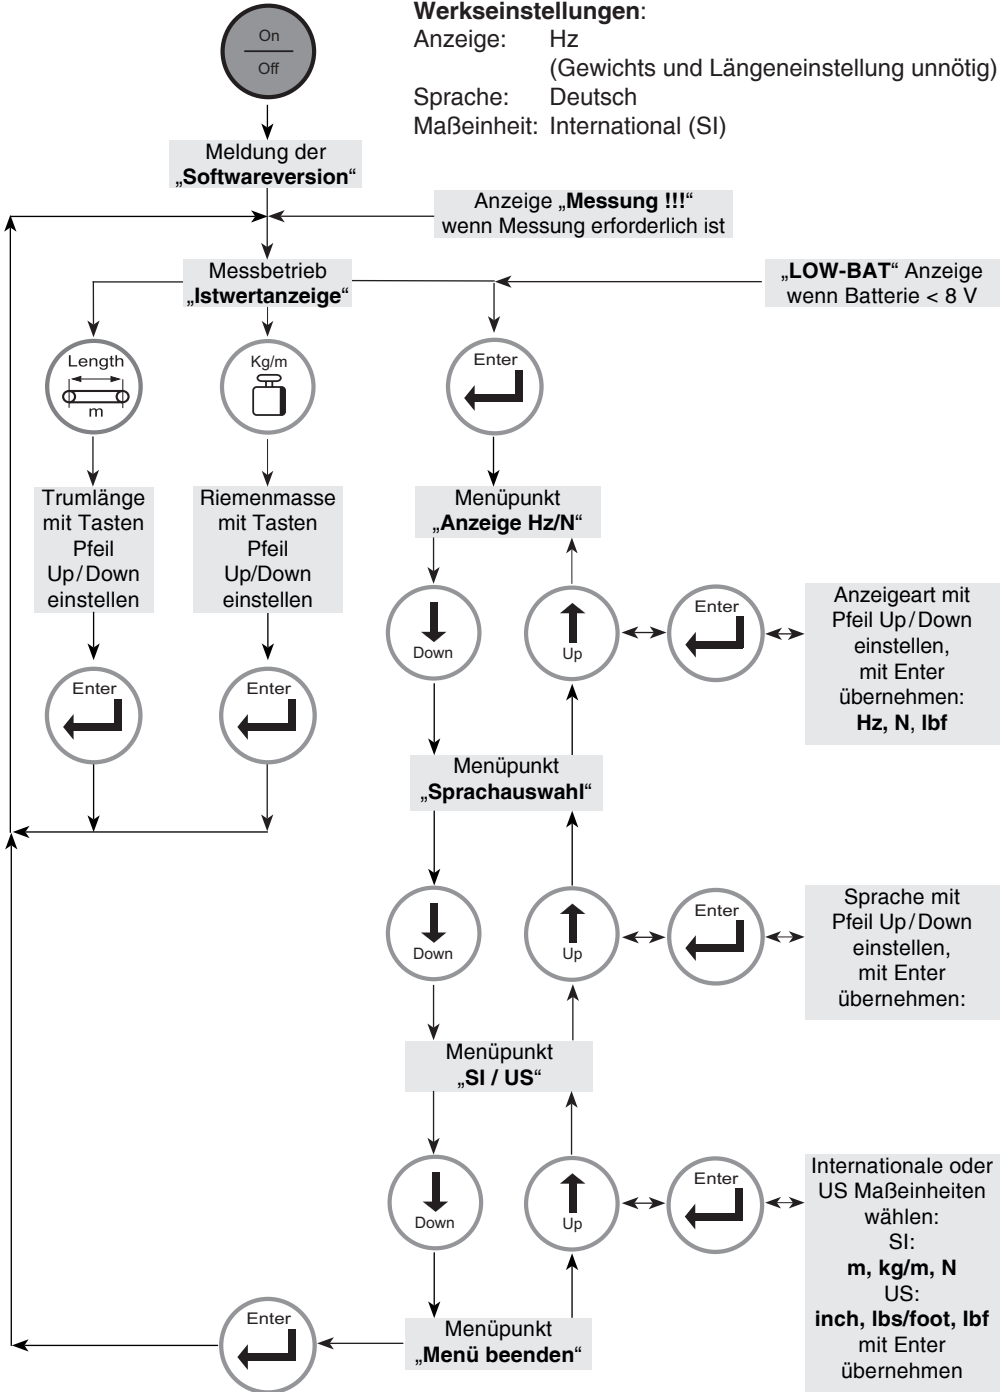 On
Off
Werkseinstellungen:
Anzeige: Hz
(Gewichts und Längeneinstellung unnötig)
Sprache: Deutsch
Maßeinheit: International (SI)
Meldung der
„Softwareversion“
Anzeige „Messung !!!“
wenn Messung erforderlich ist
Messbetrieb
„Istwertanzeige“
„LOW-BAT“ Anzeige
wenn Batterie < 8 V
Length
m
Kg/m
Enter
Trumlänge
mit Tasten
Pfeil
Up/Down
einstellen
Riemenmasse
mit Tasten
Pfeil
Up/Down
einstellen
Enter
Enter
Menüpunkt
„Anzeige Hz/N“
Down
Up
Enter
Anzeigeart mit
Pfeil Up/Down
einstellen,
mit Enter
übernehmen:
Hz, N, lbf
Menüpunkt
„Sprachauswahl“
Down
Up
Enter
Sprache mit
Pfeil Up/Down
einstellen,
mit Enter
übernehmen:
Menüpunkt
„SI / US“
Down
Up
Enter
Internationale oder
US Maßeinheiten
wählen:
SI:
m, kg/m, N
US:
inch, lbs/foot, lbf
mit Enter
übernehmen
Menüpunkt
„Menü beenden“
Enter